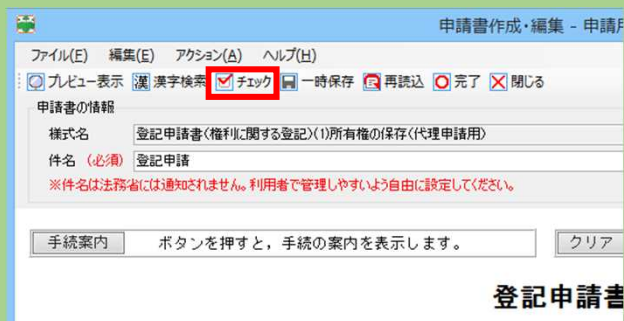 申請書作成・編集 - 申請用
ファイル(F) 編集(E) アクション(A) ヘルプ(H)
プレビュー表示 漢 漢字検索 チェック 一時保存 再読込 完了 閉じる
申請書の情報
様式名 登記申請書(権利に関する登記)(1)所有権の保存(代理申請用)
件名 (必須) 登記申請
※件名は法務省には通知されません。利用者で管理しやすいよう自由に設定してください。
手続案内 ボタンを押すと，手続の案内を表示します。 クリア
登記申請書